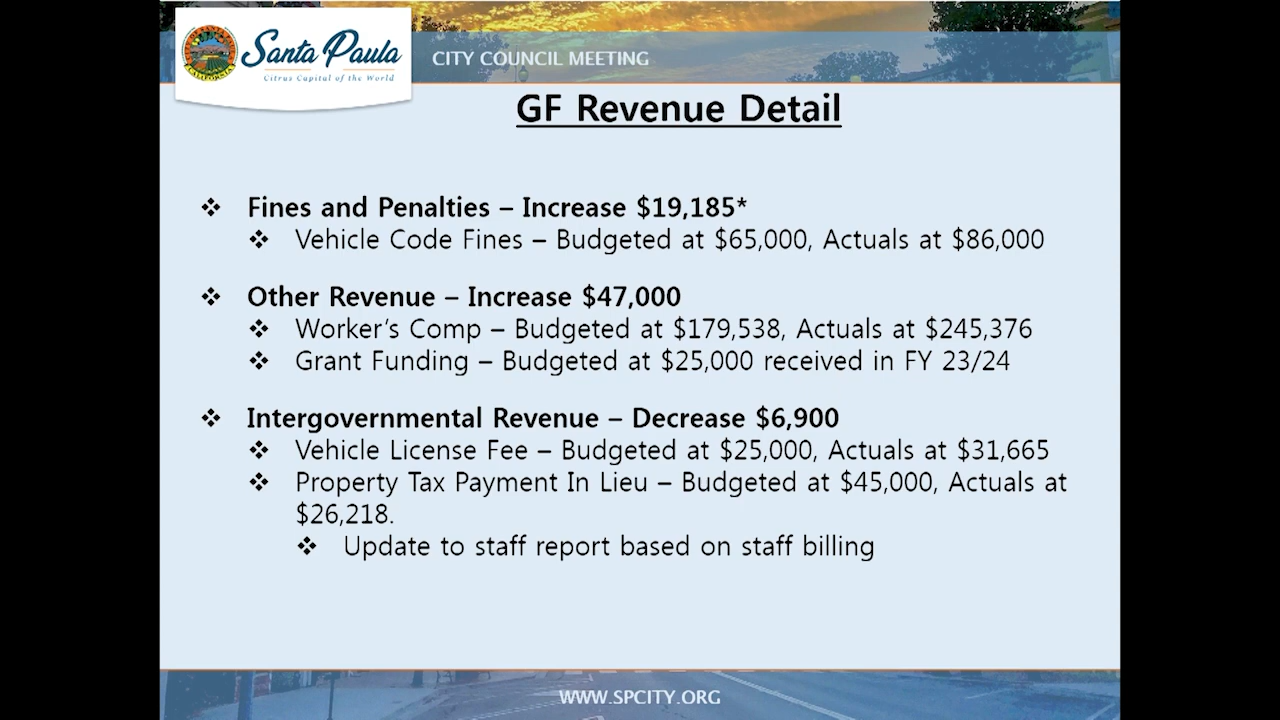 Santa Paula
Citrus Capital of the World
CITY COUNCIL MEETING
GF Revenue Detail
❖ Fines and Penalties – Increase $19,185*
❖ Vehicle Code Fines – Budgeted at $65,000, Actuals at $86,000
❖ Other Revenue – Increase $47,000
❖ Worker's Comp – Budgeted at $179,538, Actuals at $245,376
❖ Grant Funding – Budgeted at $25,000 received in FY 23/24
❖ Intergovernmental Revenue – Decrease $6,900
❖ Vehicle License Fee – Budgeted at $25,000, Actuals at $31,665
❖ Property Tax Payment In Lieu – Budgeted at $45,000, Actuals at
$26,218.
❖ Update to staff report based on staff billing
WWW.SPCITY.ORG